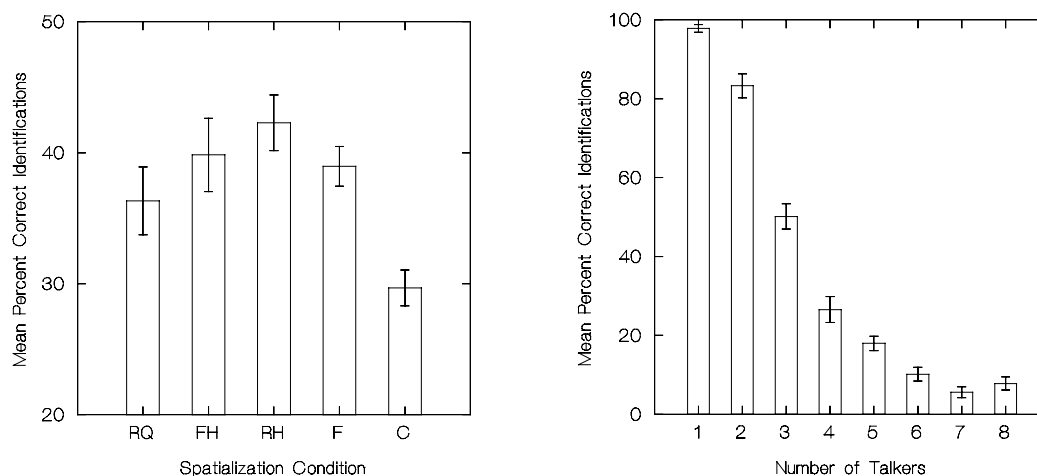 Mean Percent Correct Identifications
50
40
30
20
RQ FH RH F C
Spatialization Condition
Mean Percent Correct Identifications
100
80
60
40
20
0
1 2 3 4 5 6 7 8
Number of Talkers